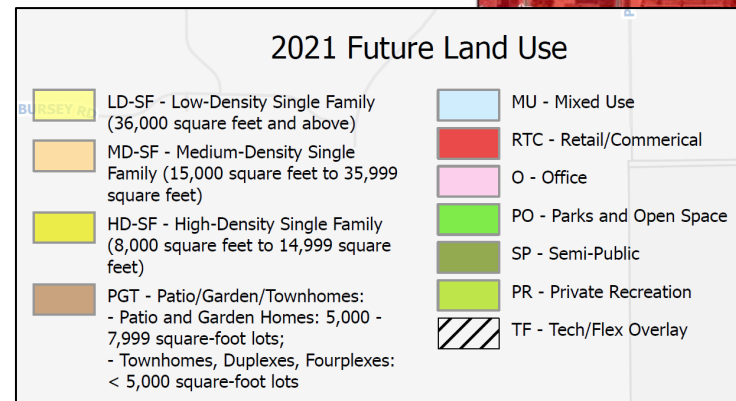 2021 Future Land Use
BURSEY RD
LD-SF - Low-Density Single Family
(36,000 square feet and above)
MD-SF - Medium-Density Single
Family (15,000 square feet to 35,999
square feet)
HD-SF - High-Density Single Family
(8,000 square feet to 14,999 square
feet)
PGT - Patio/Garden/Townhomes:
- Patio and Garden Homes: 5,000 -
7,999 square-foot lots;
- Townhomes, Duplexes, Fourplexes:
< 5,000 square-foot lots
MU - Mixed Use
RTC - Retail/Commerical
O - Office
PO - Parks and Open Space
SP - Semi-Public
PR - Private Recreation
TF - Tech/Flex Overlay